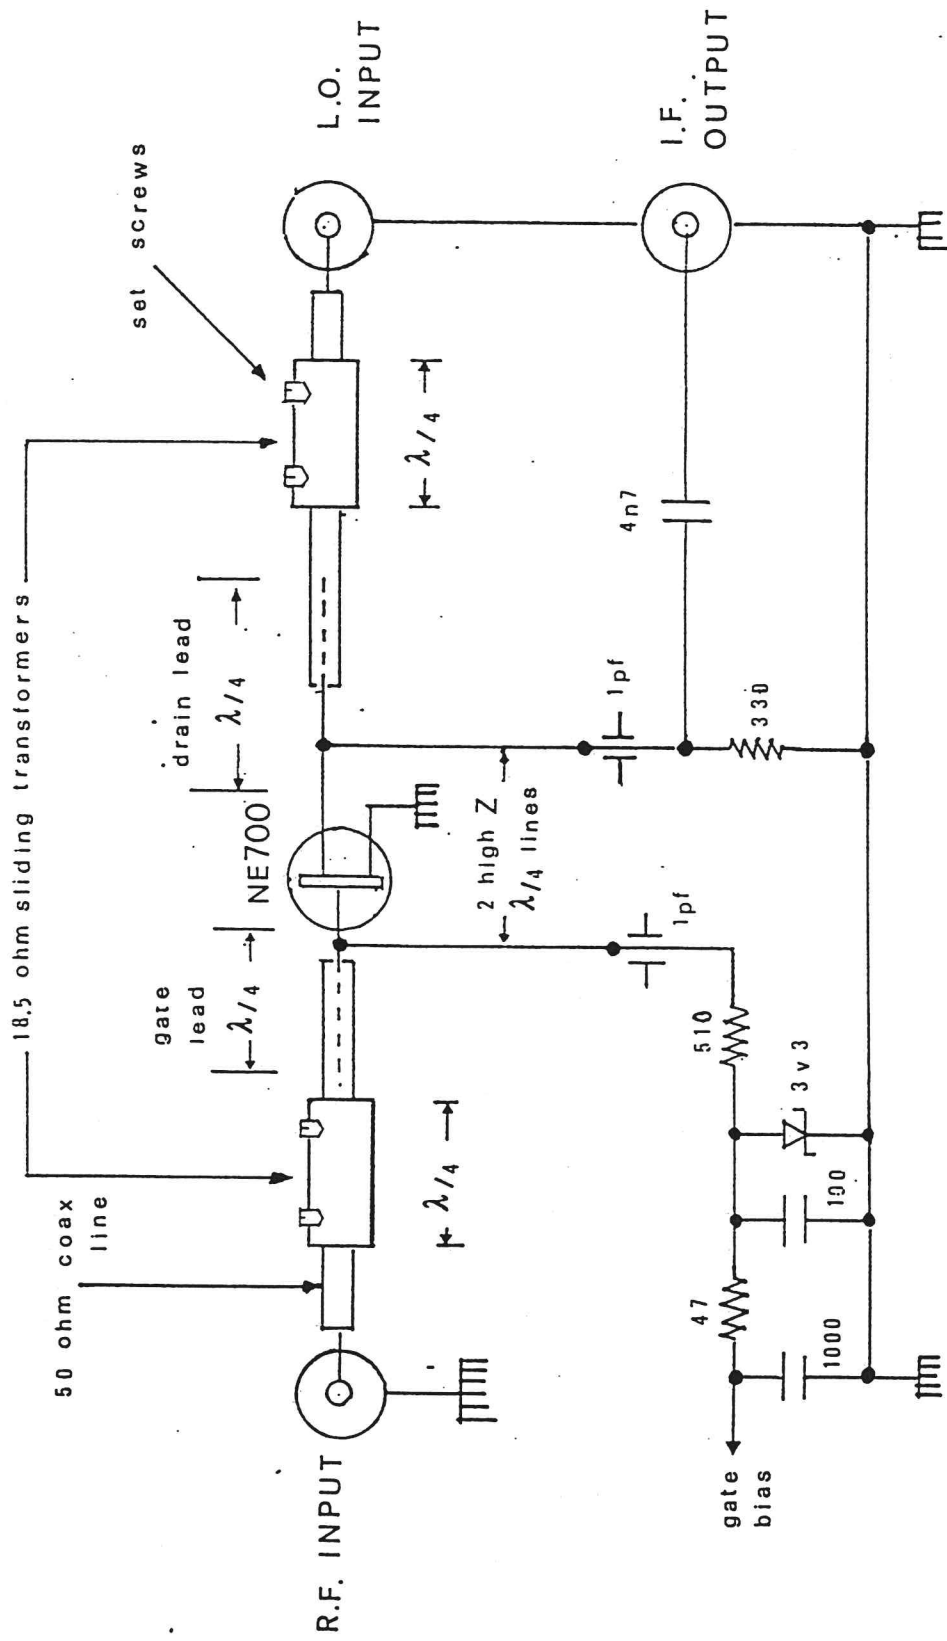 18.5 ohm sliding transformers
set screws
50 ohm coax
line
gate
lead
λ/4
drain lead
λ/4
NE700
λ/4
λ/4
R.F. INPUT
L.O.
INPUT
2 high Z
λ/4 lines
1pf
1pf
4n7
I.F.
OUTPUT
330
510
3v3
100
47
1000
gate
bias